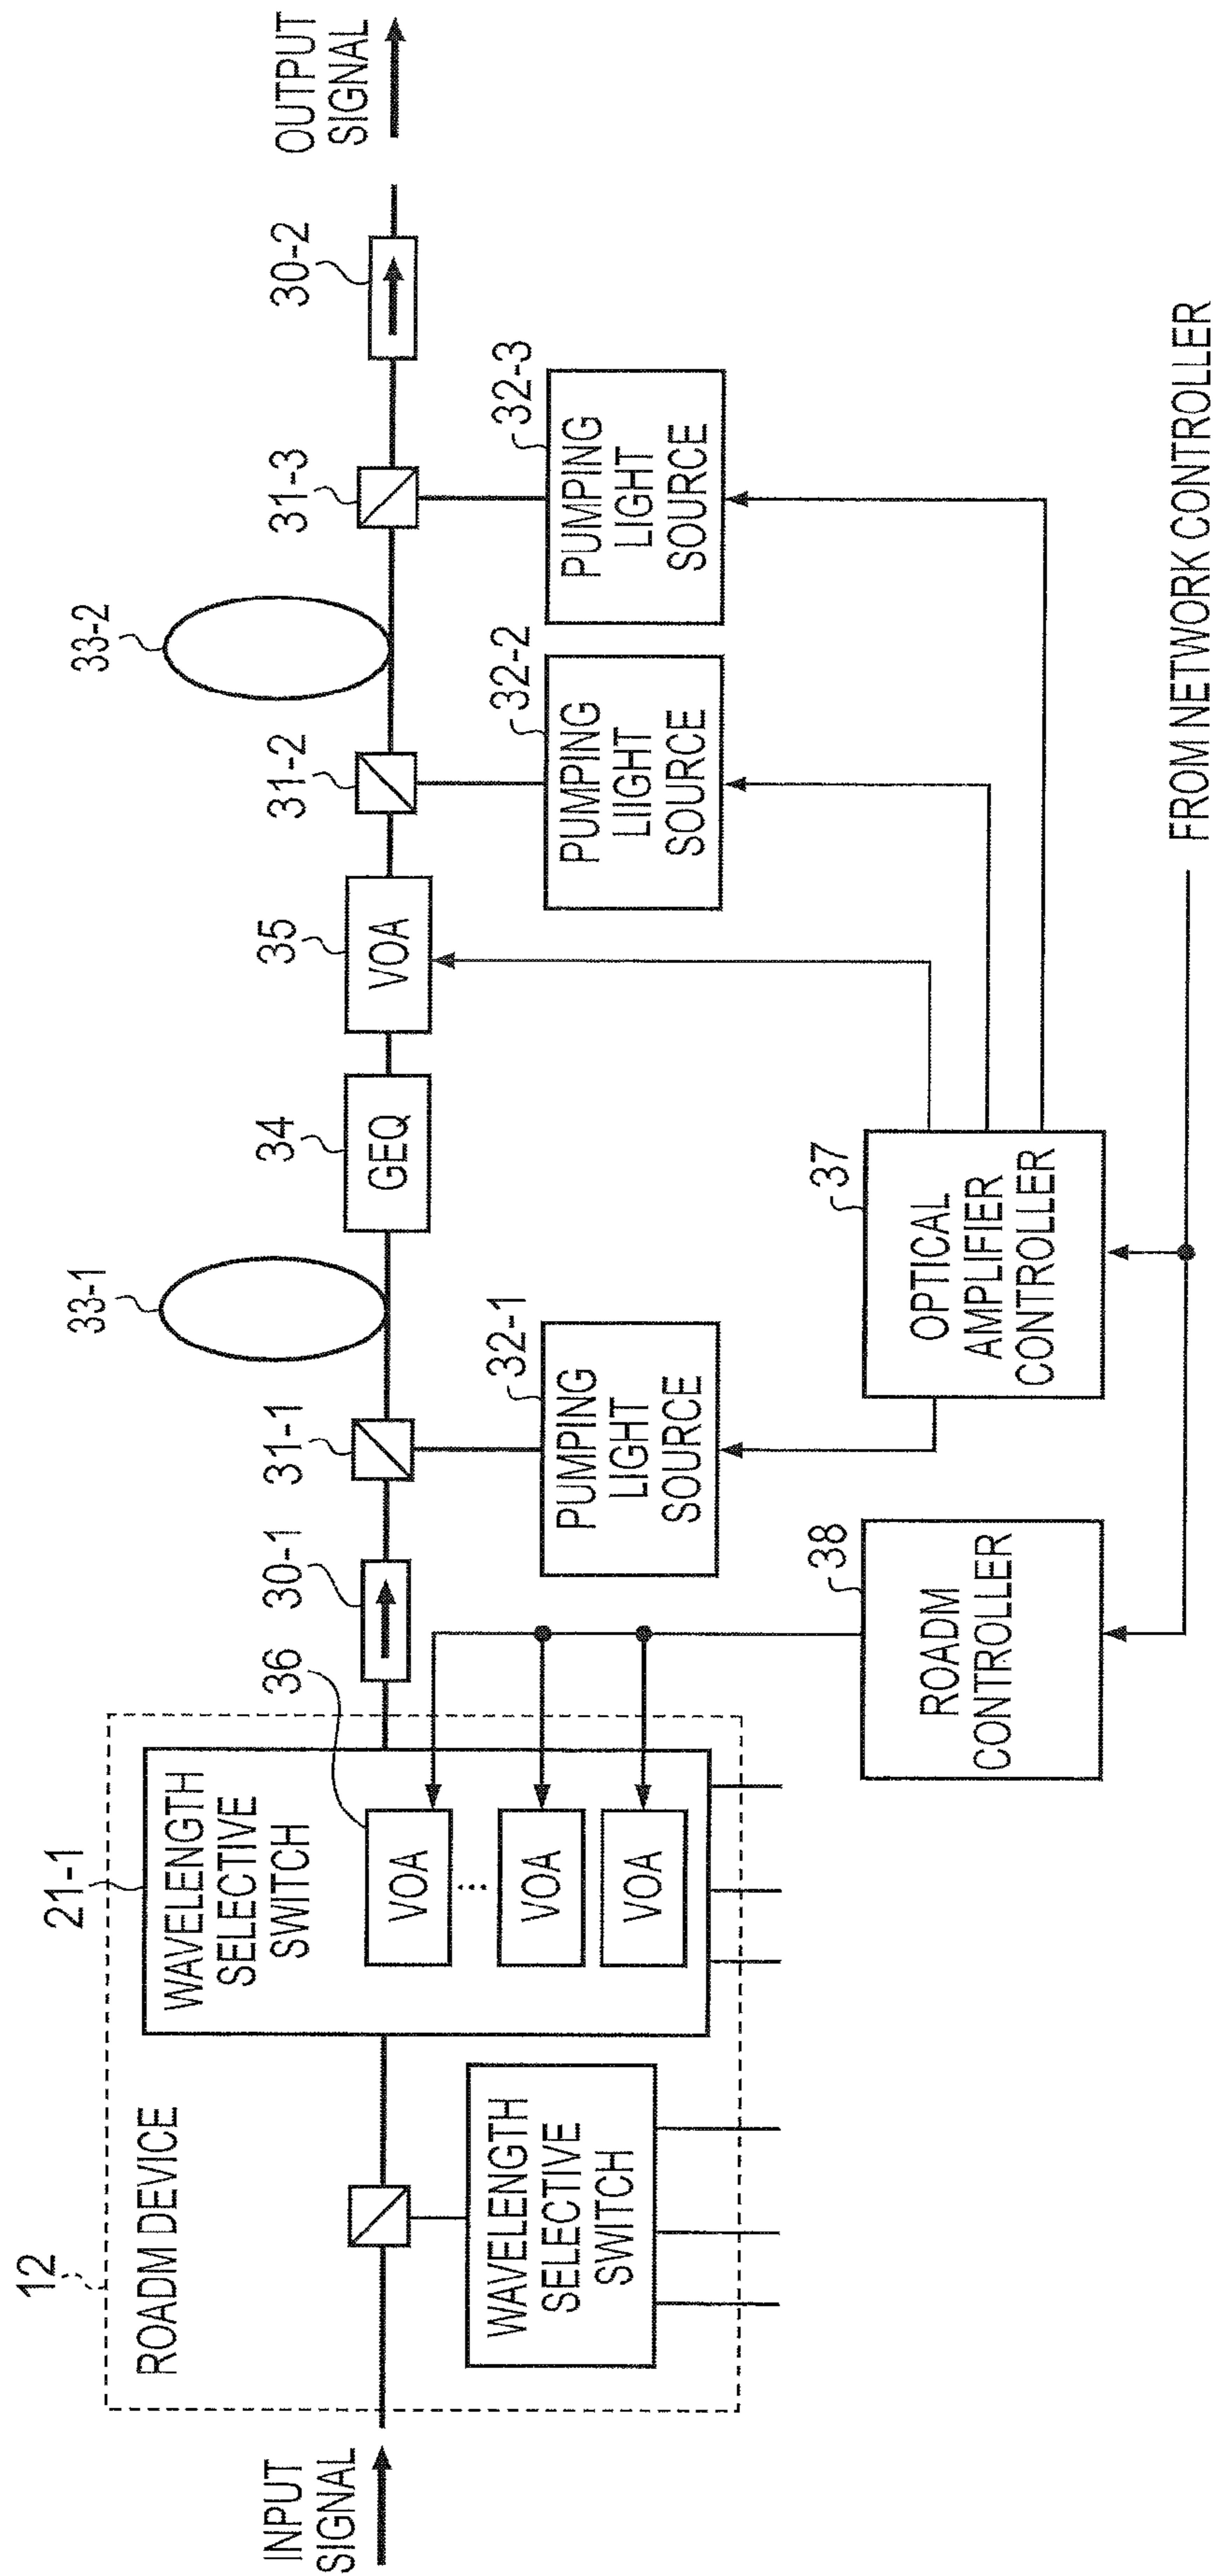 INPUT
SIGNAL
12
ROADM DEVICE
WAVELENGTH
SELECTIVE
SWITCH
21-1
WAVELENGTH
SELECTIVE
SWITCH
36
VOA
...
VOA
VOA
30-1
31-1
32-1
PUMPING
LIGHT
SOURCE
33-1
34
GEQ
35
VOA
31-2
32-2
PUMPING
LIIGHT
SOURCE
33-2
31-3
32-3
PUMPING
LIGHT
SOURCE
30-2
OUTPUT
SIGNAL
38
ROADM
CONTROLLER
37
OPTICAL
AMPLIFIER
CONTROLLER
FROM NETWORK CONTROLLER